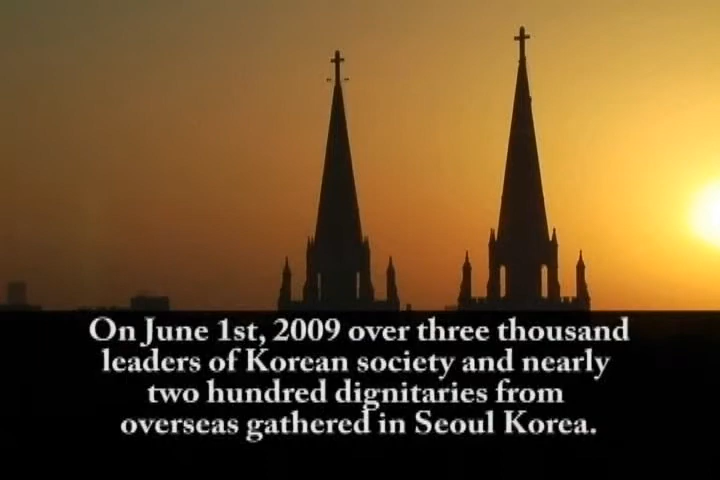 On June 1st, 2009 over three thousand
leaders of Korean society and nearly
two hundred dignitaries from
overseas gathered in Seoul Korea.